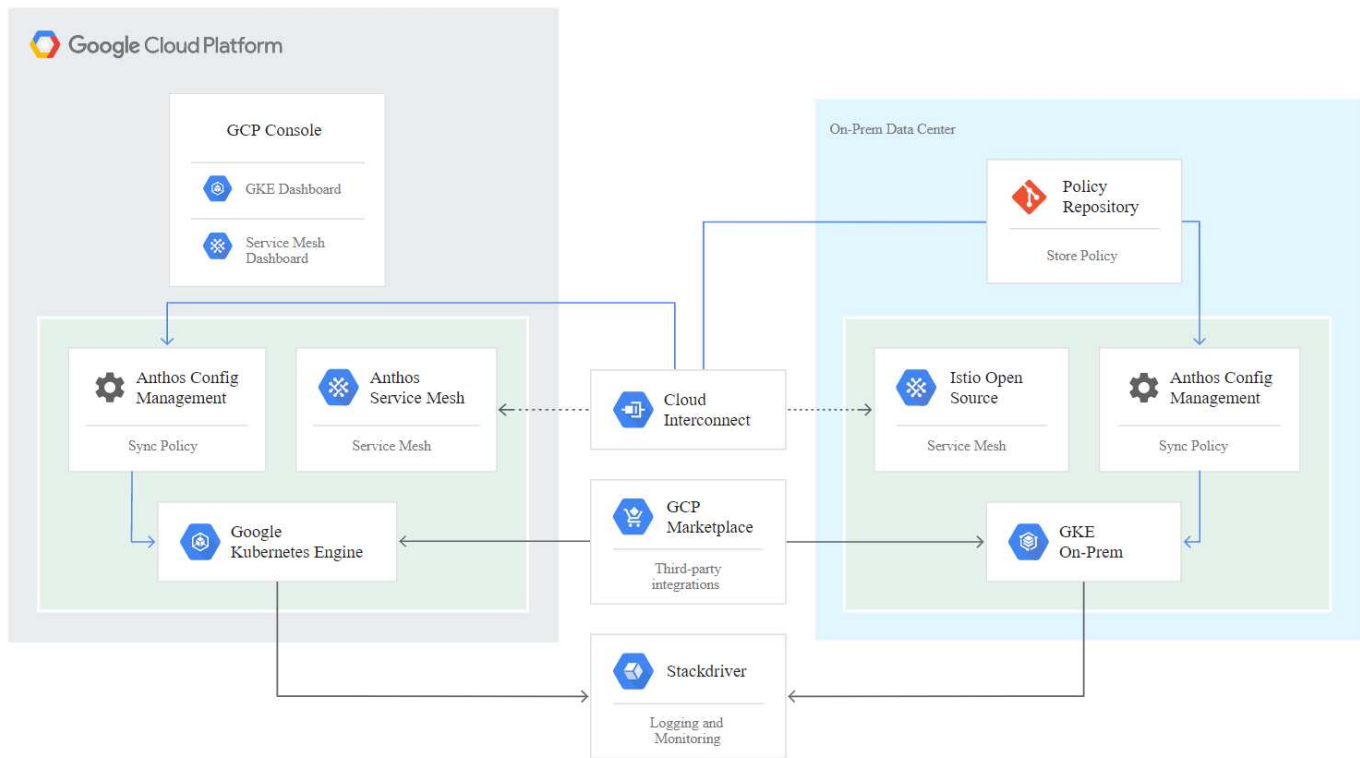 Google Cloud Platform
GCP Console
GKE Dashboard
Service Mesh
Dashboard
On-Prem Data Center
Policy
Repository
Store Policy
Anthos Config
Management
Sync Policy
Anthos
Service Mesh
Service Mesh
Cloud
Interconnect
Istio Open
Source
Service Mesh
Anthos Config
Management
Sync Policy
Google
Kubernetes Engine
GCP
Marketplace
Third-party
integrations
GKE
On-Prem
Stackdriver
Logging and
Monitoring